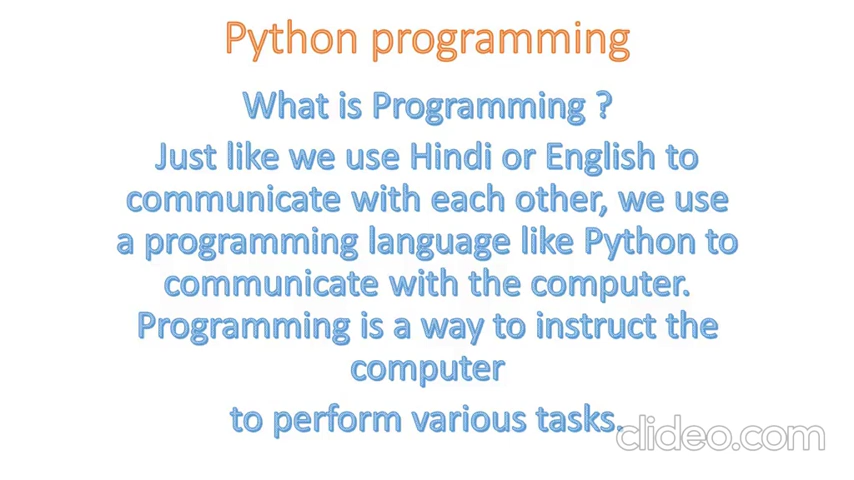 Python programming
What is Programming ?
Just like we use Hindi or English to
communicate with each other, we use
a programming language like Python to
communicate with the computer.
Programming is a way to instruct the
computer
to perform various tasks.
clideo.com